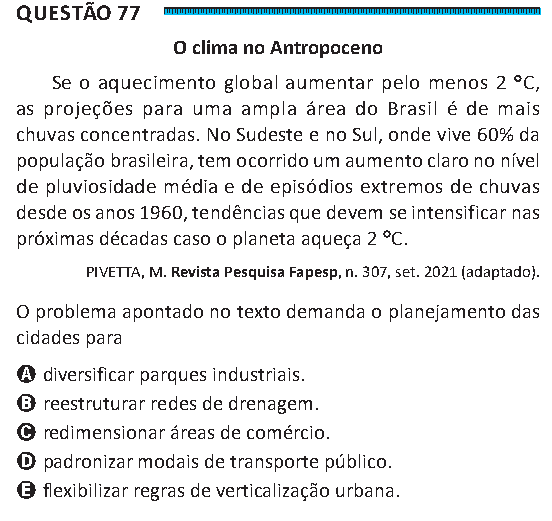 QUESTÃO 77
O clima no Antropoceno
Se o aquecimento global aumentar pelo menos 2 °C,
as projeções para uma ampla área do Brasil é de mais
chuvas concentradas. No Sudeste e no Sul, onde vive 60% da
população brasileira, tem ocorrido um aumento claro no nível
de pluviosidade média e de episódios extremos de chuvas
desde os anos 1960, tendências que devem se intensificar nas
próximas décadas caso o planeta aqueça 2 °C.
PIVETTA, M. Revista Pesquisa Fapesp, n. 307, set. 2021 (adaptado).
O problema apontado no texto demanda o planejamento das
cidades para
A diversificar parques industriais.
B reestruturar redes de drenagem.
C redimensionar áreas de comércio.
D padronizar modais de transporte público.
E flexibilizar regras de verticalização urbana.